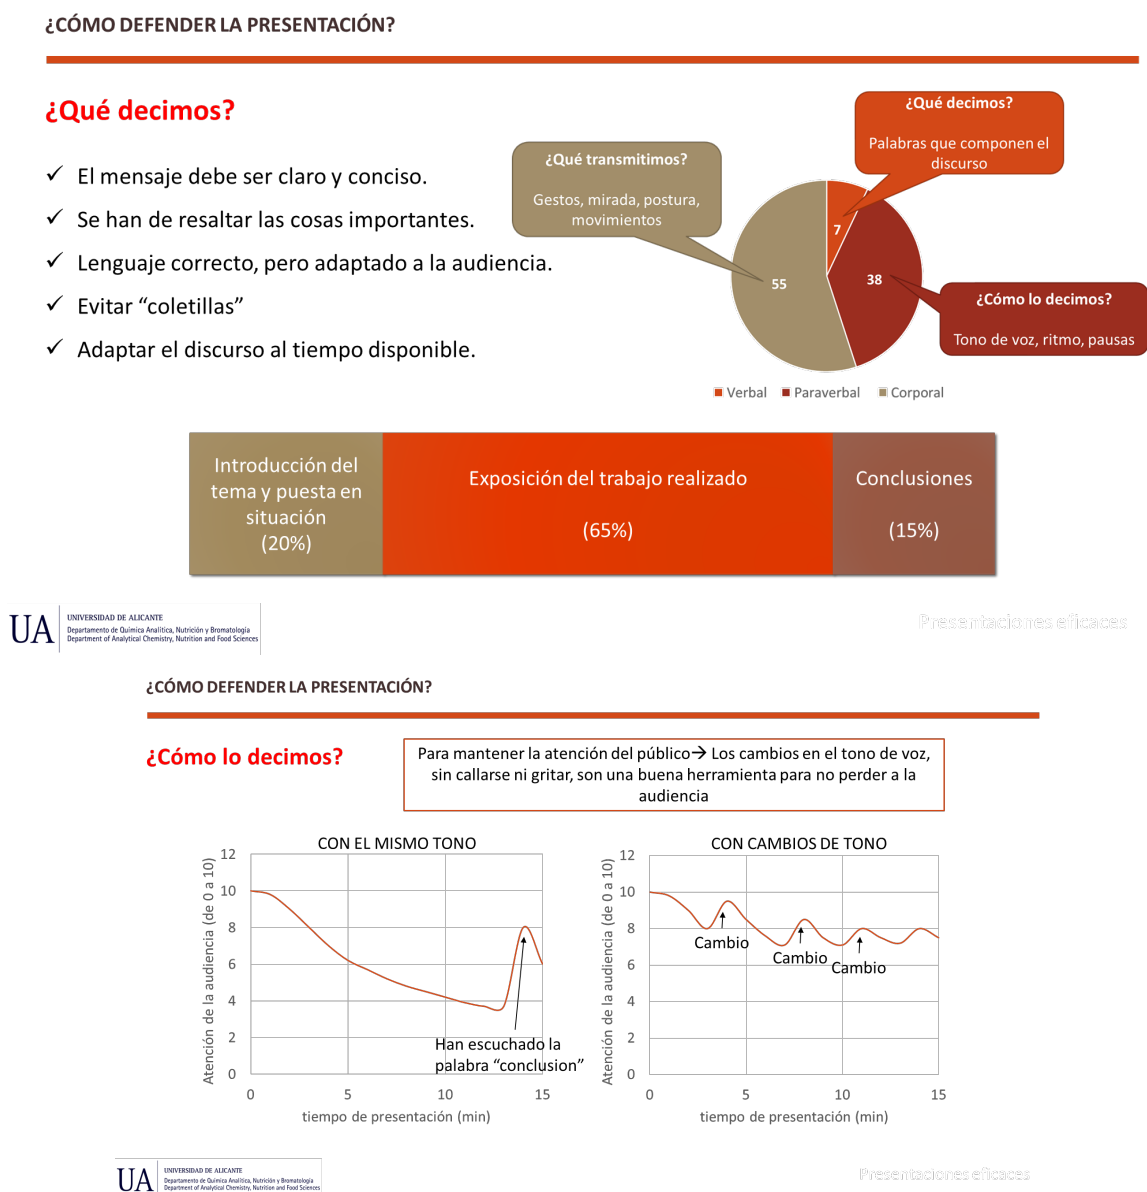 ¿CÓMO DEFENDER LA PRESENTACIÓN?
¿Qué decimos?
✓ El mensaje debe ser claro y conciso.
✓ Se han de resaltar las cosas importantes.
✓ Lenguaje correcto, pero adaptado a la audiencia.
✓ Evitar “coletillas”
✓ Adaptar el discurso al tiempo disponible.
¿Qué transmitimos?
Gestos, mirada, postura,
movimientos
¿Qué decimos?
Palabras que componen el
discurso
¿Cómo lo decimos?
Tono de voz, ritmo, pausas
7
38
55
Verbal Paraverbal Corporal
Introducción del
tema y puesta en
situación
(20%)
Exposición del trabajo realizado
(65%)
Conclusiones
(15%)
UA
UNIVERSIDAD DE ALICANTE
Departamento de Química Analítica, Nutrición y Bromatología
Department of Analytical Chemistry, Nutrition and Food Sciences
Presentaciones eficaces
¿CÓMO DEFENDER LA PRESENTACIÓN?
¿Cómo lo decimos?
Para mantener la atención del público→ Los cambios en el tono de voz,
sin callarse ni gritar, son una buena herramienta para no perder a la
audiencia
CON EL MISMO TONO
Atención de la audiencia (de 0 a 10)
12
10
8
6
4
2
0
0 5 10 15
tiempo de presentación (min)
Han escuchado la
palabra “conclusion”
CON CAMBIOS DE TONO
Atención de la audiencia (de 0 a 10)
12
10
8
6
4
2
0
0 5 10 15
tiempo de presentación (min)
Cambio
Cambio
Cambio
UA
UNIVERSIDAD DE ALICANTE
Departamento de Química Analítica, Nutrición y Bromatología
Department of Analytical Chemistry, Nutrition and Food Sciences
Presentaciones eficaces